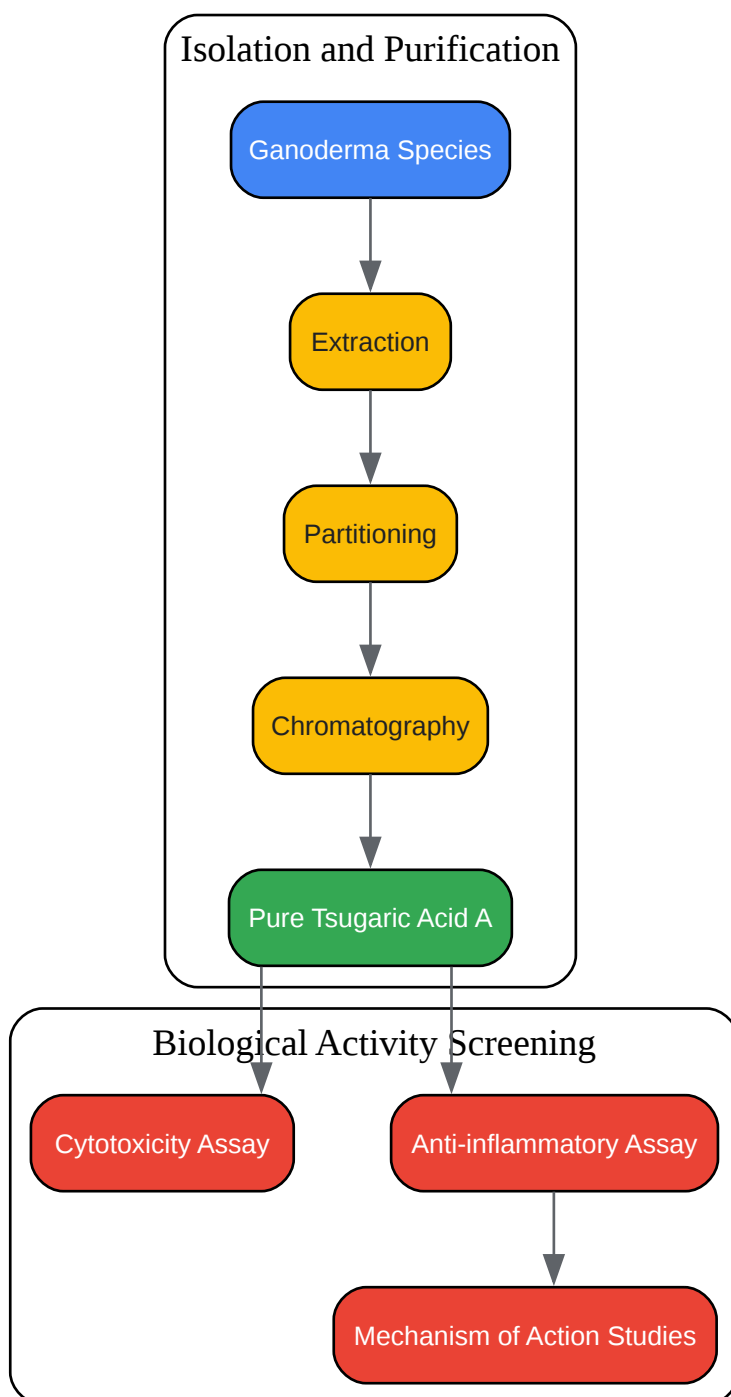 Isolation and Purification
Ganoderma Species
Extraction
Partitioning
Chromatography
Pure Tsugaric Acid A
Biological Activity Screening
Cytotoxicity Assay
Anti-inflammatory Assay
Mechanism of Action Studies